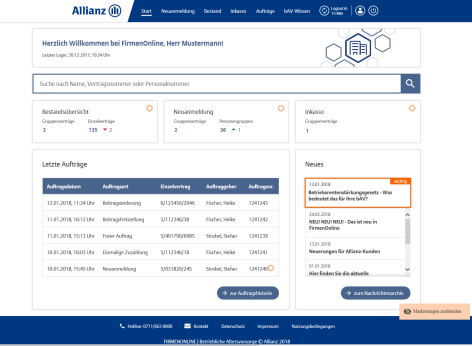 Allianz
Start Neuanmeldung Bestand Inkasso Aufträge bAV-Wissen Logout in
11 Min
Herzlich Willkommen bei FirmenOnline, Herr Mustermann!
Letzter Login: 20.12.2017, 10:24 Uhr
Suche nach Name, Vertragsnummer oder Personalnummer
Bestandsübersicht
Gruppenverträge Einzelverträge
3 135 2
Neuanmeldung
Gruppenverträge Personengruppen
2 36 1
Inkasso
Gruppenverträge
1
Letzte Aufträge
Auftragsdatum Auftragsart Einzelvertrag Auftraggeber Auftragsnr.
12.01.2018, 11:24 Uhr Beitragsänderung 6/123456/2946 Fischer, Heike 1241243
11.01.2018, 16:12 Uhr Beitragsfreistellung 5/112346/38 Fischer, Heike 1241242
11.01.2018, 15:13 Uhr Freier Auftrag 5/491790/6985 Strobel, Stefan 1241239
10.01.2018, 16:03 Uhr Einmalige Zuzahlung 5/112346/38 Fischer, Heike 1241241
10.01.2018, 15:45 Uhr Neuanmeldung 5/031820/245 Strobel, Stefan 1241240
zur Auftragshistorie
Neues
wichtig
13.01.2018
Betriebsrentenstärkungsgesetz - Was
bedeutet das für Ihre bAV?
24.02.2018
NEU! NEU! NEU! - Das ist neu in
FirmenOnline
13.01.2018
Neuerungen für Allianz-Kunden
01.01.2018
Hier finden Sie die aktuelle
zum Nachrichtenarchiv
Markierungen ausblenden
Hotline: 0711/663 0000 Kontakt Datenschutz Impressum Nutzungsbedingungen
FIRMENONLINE | Betriebliche Altersvorsorge © Allianz 2018